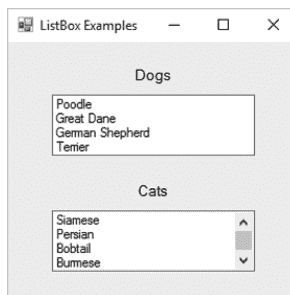 ListBox Examples
Dogs
Poodle
Great Dane
German Shepherd
Terrier
Cats
Siamese
Persian
Bobtail
Burmese